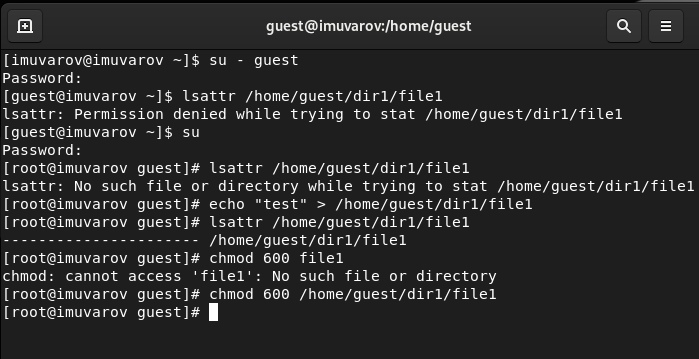 guest@imuvarov:/home/guest
[imuvarov@imuvarov ~]$ su - guest
Password:
[guest@imuvarov ~]$ lsattr /home/guest/dir1/file1
lsattr: Permission denied while trying to stat /home/guest/dir1/file1
[guest@imuvarov ~]$ su
Password:
[root@imuvarov guest]# lsattr /home/guest/dir1/file1
lsattr: No such file or directory while trying to stat /home/guest/dir1/file1
[root@imuvarov guest]# echo "test" > /home/guest/dir1/file1
[root@imuvarov guest]# lsattr /home/guest/dir1/file1
---------------------- /home/guest/dir1/file1
[root@imuvarov guest]# chmod 600 file1
chmod: cannot access 'file1': No such file or directory
[root@imuvarov guest]# chmod 600 /home/guest/dir1/file1
[root@imuvarov guest]#